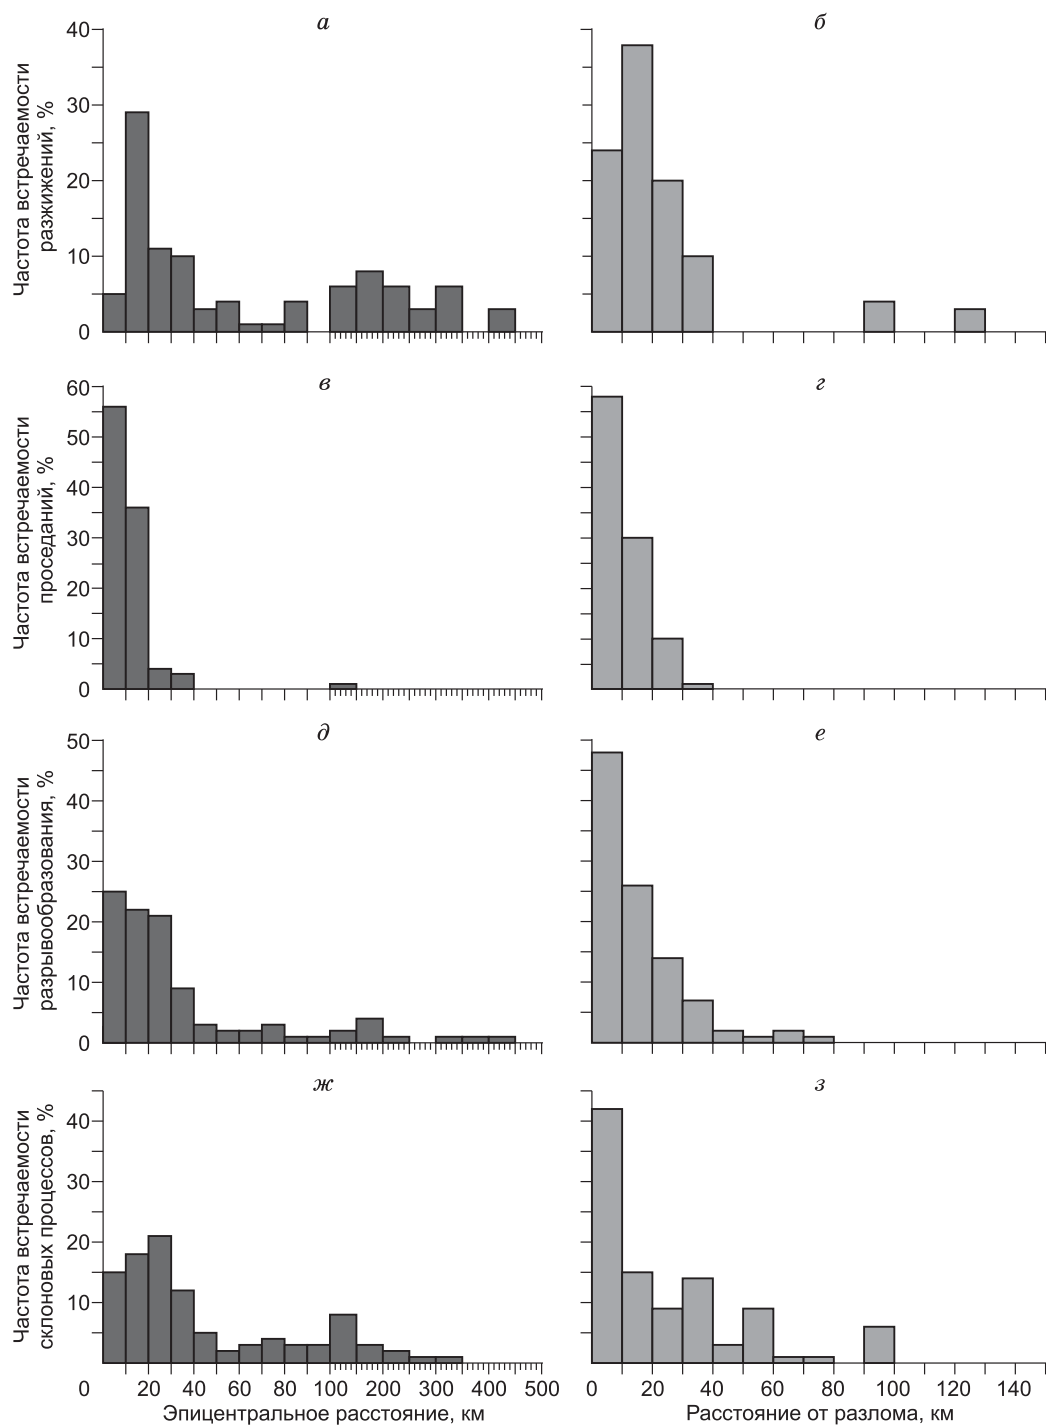 а
б
40
30
20
10
0
Частота встречаемости
разжижений, %
в
г
60
50
40
30
20
10
0
Частота встречаемости
проседаний, %
д
е
50
40
30
20
10
0
Частота встречаемости
разрывообразования, %
ж
з
40
30
20
10
Частота встречаемости
склоновых процессов, %
0 20 40 60 80 100 200 300 400 500
Эпицентральное расстояние, км
0 20 40 60 80 100 120 140
Расстояние от разлома, км